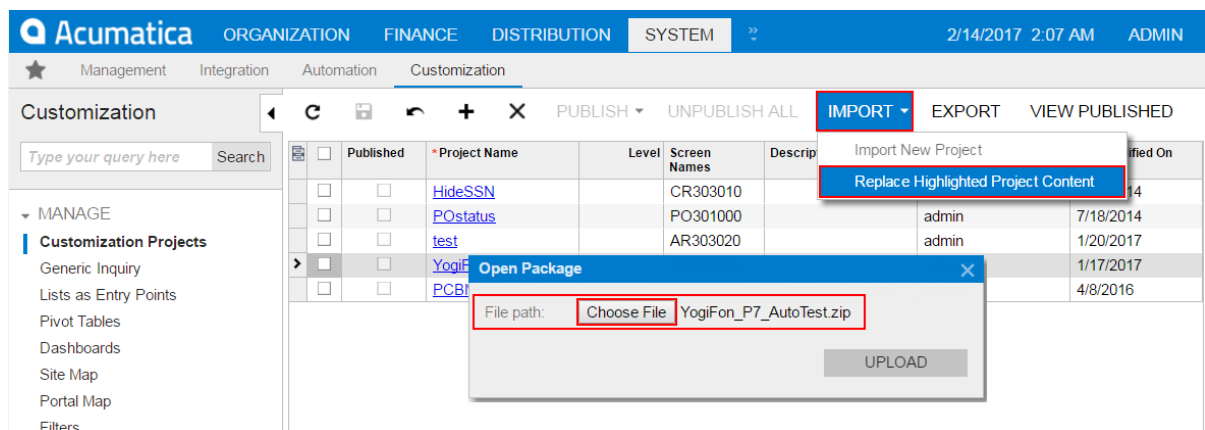 Acumatica ORGANIZATION FINANCE DISTRIBUTION SYSTEM 2/14/2017 2:07 AM ADMIN
Management Integration Automation Customization
Customization PUBLISH UNPUBLISH ALL IMPORT EXPORT VIEW PUBLISHED
Import New Project
Replace Highlighted Project Content
Type your query here Search
Published *Project Name Level Screen Names Descrip ified On
HideSSN CR303010 14
MANAGE
POstatus PO301000 admin 7/18/2014
Customization Projects
test AR303020 admin 1/20/2017
Generic Inquiry
YogiF 1/17/2017
Lists as Entry Points
PCB 4/8/2016
Open Package
File path: Choose File YogiFon_P7_AutoTest.zip
UPLOAD
Pivot Tables
Dashboards
Site Map
Portal Map
Filters